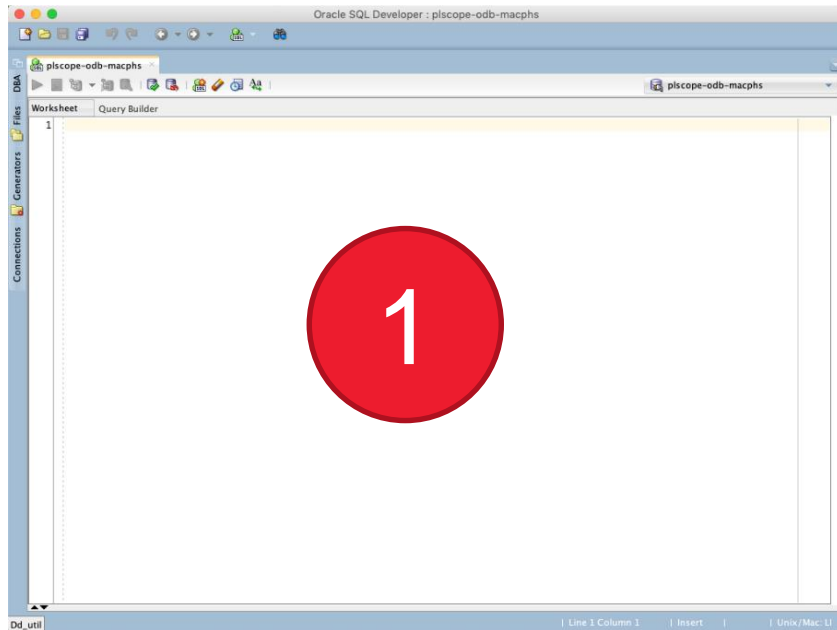 Oracle SQL Developer : plscope-odb-macphs
plscope-odb-macphs
plscope-odb-macphs
DBA
Files
Generators
Connections
Worksheet Query Builder
1
1
Dd_util
Line 1 Column 1 | Insert | | Unix/Mac: LI